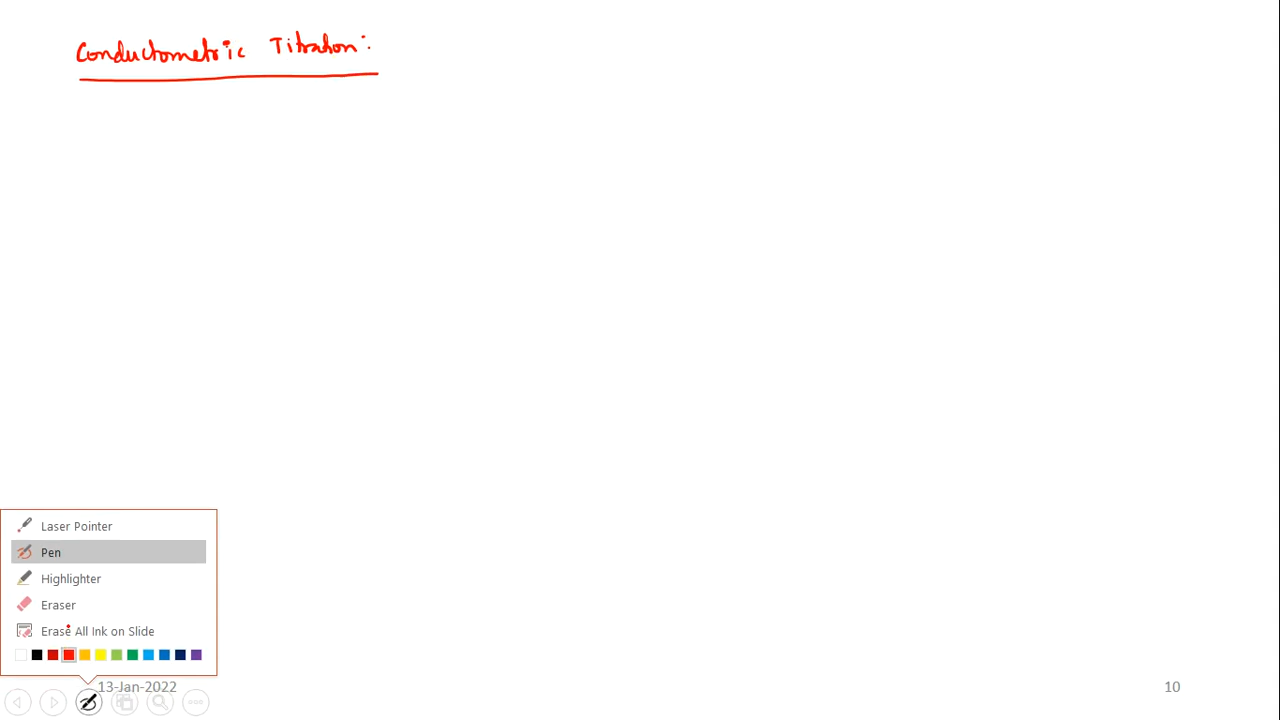 Conductometric Titration:
Laser Pointer
Pen
Highlighter
Eraser
Erase All Ink on Slide
13-Jan-2022
10